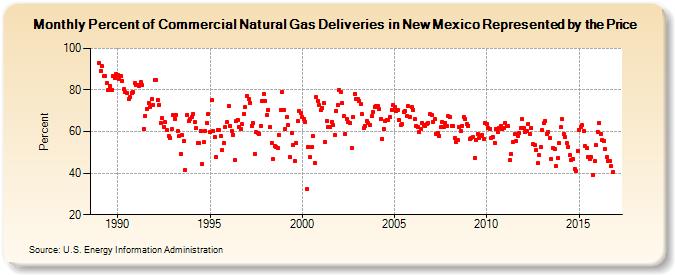 Monthly Percent of Commercial Natural Gas Deliveries in New Mexico Represented by the Price
Percent
100
80
60
40
20
1990 1995 2000 2005 2010 2015
Source: U.S. Energy Information Administration